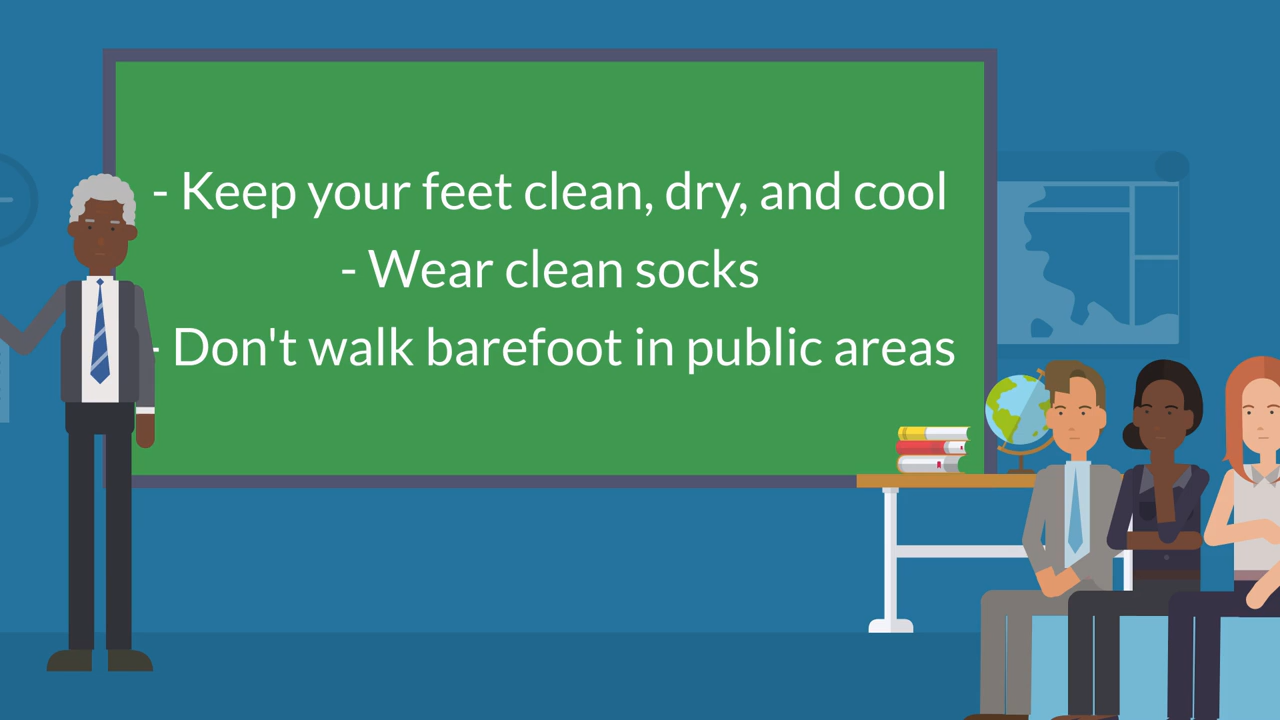 - Keep your feet clean, dry, and cool
- Wear clean socks
- Don't walk barefoot in public areas